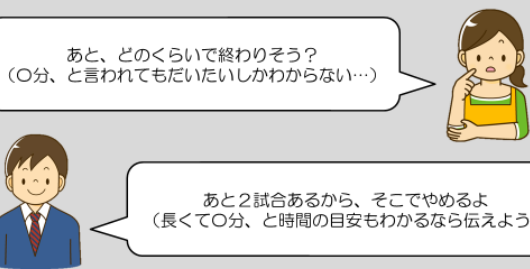 あと、どのくらいで終わりそう？
（〇分、と言われてもだいたいしかわからない…）
あと２試合あるから、そこでやめるよ
（長くて〇分、と時間の目安もわかるなら伝えよう